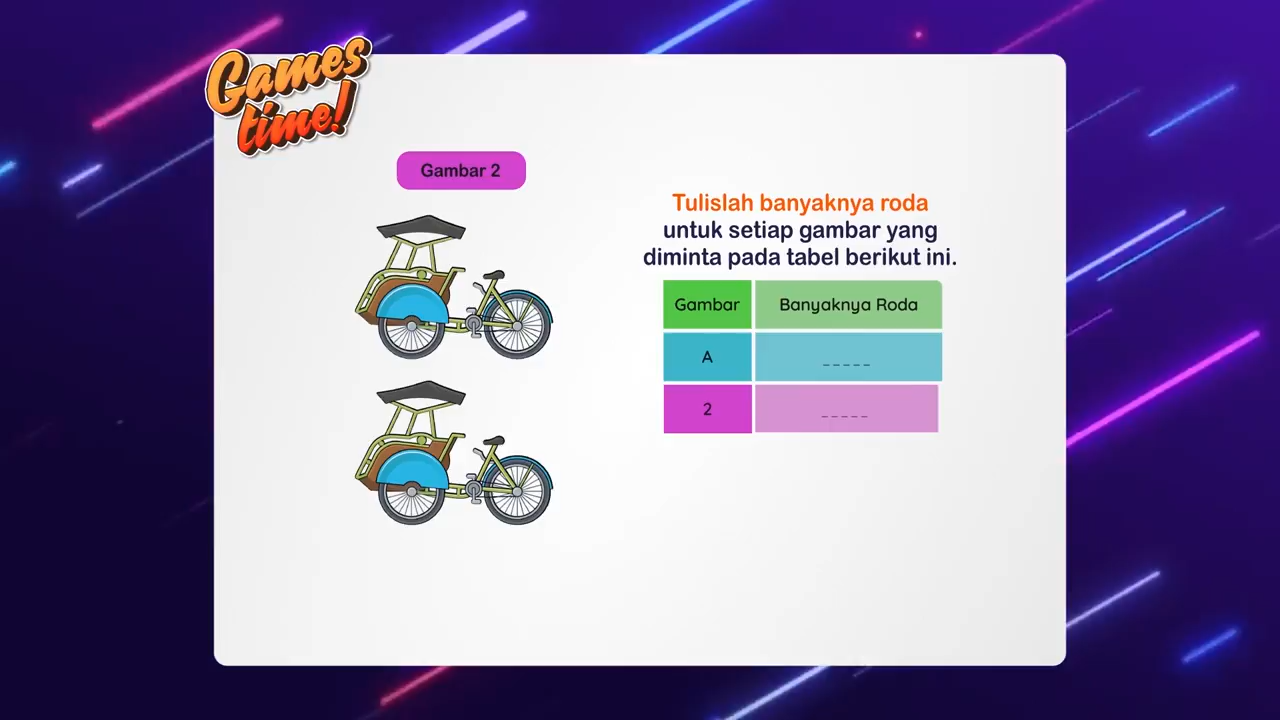 Games
time!
Gambar 2
Tulislah banyaknya roda
untuk setiap gambar yang
diminta pada tabel berikut ini.
Gambar Banyaknya Roda
A _ _ _ _ _
2 _ _ _ _ _